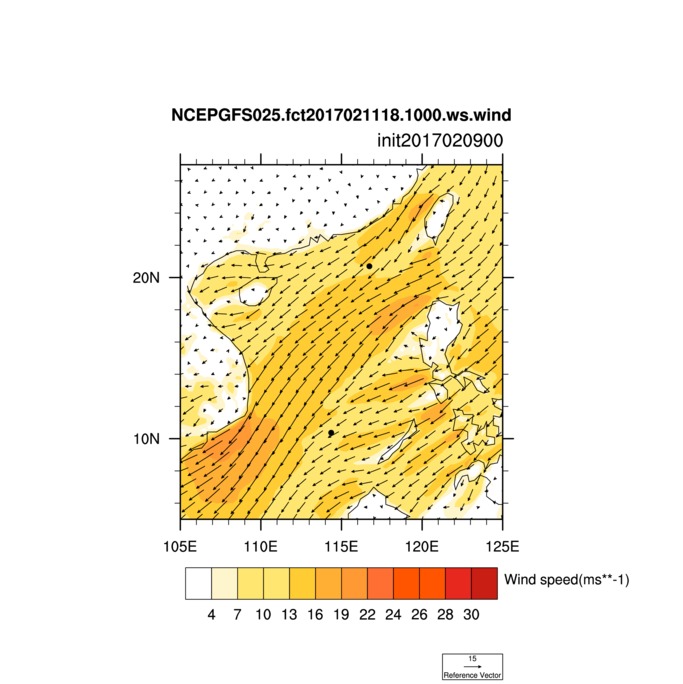 NCEPGFS025.fct2017021118.1000.ws.wind
init2017020900
20N
10N
105E 110E 115E 120E 125E
Wind speed(ms**-1)
4 7 10 13 16 19 22 24 26 28 30
15
Reference Vector